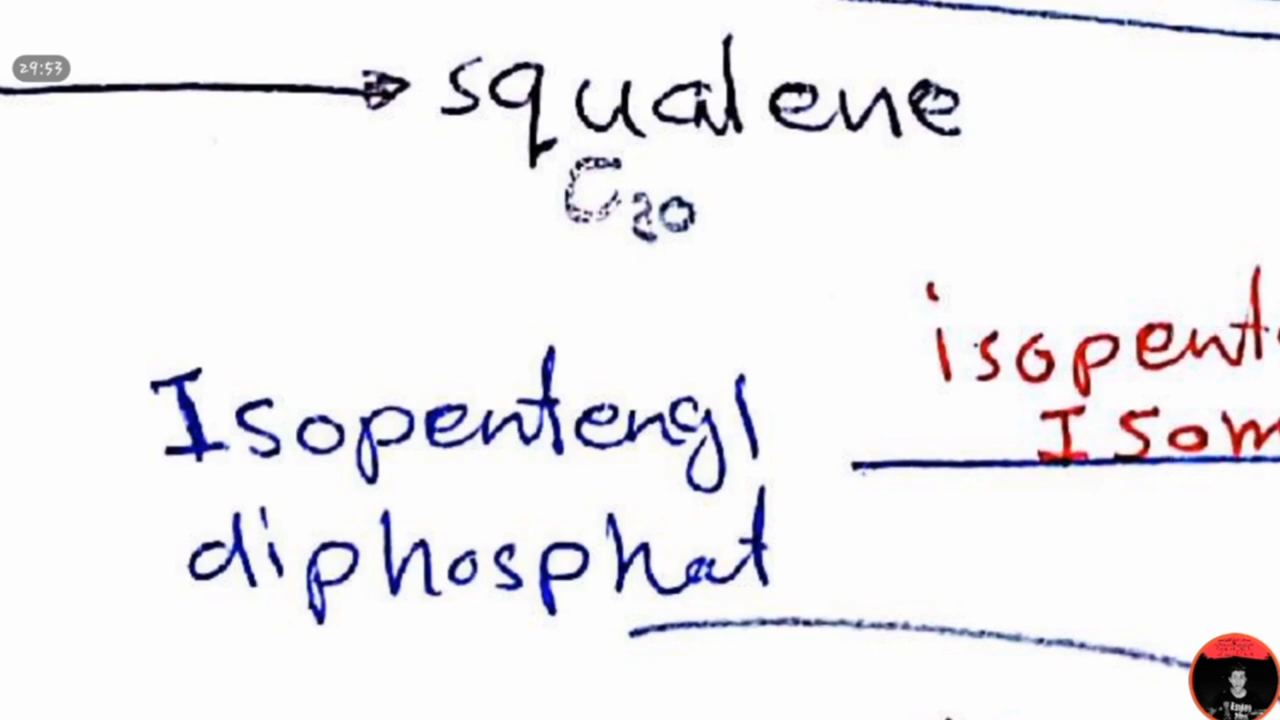 29:53
squalene
C20
isopent
Isom
Isopentenyl
diphosphat